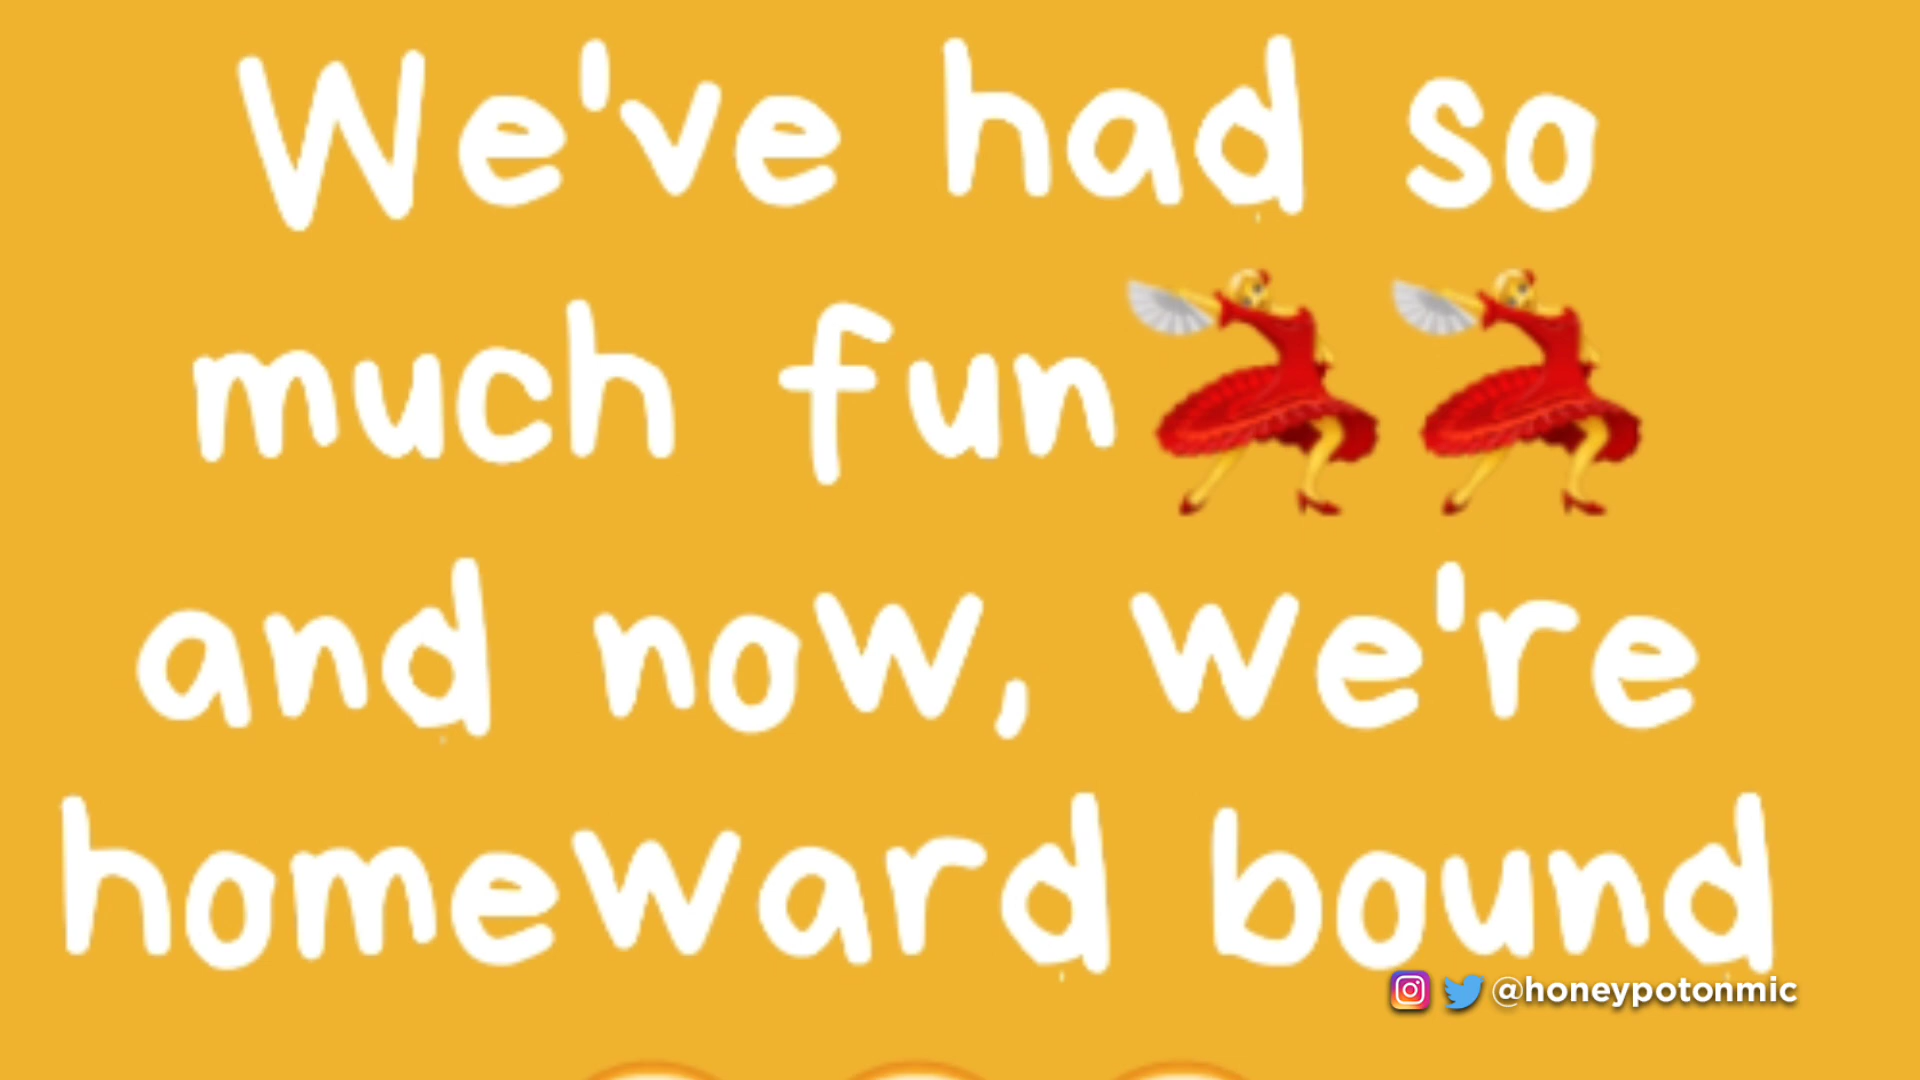 We've had so
much fun💃💃
and now, we're
homeward bound
@honeypotonmic